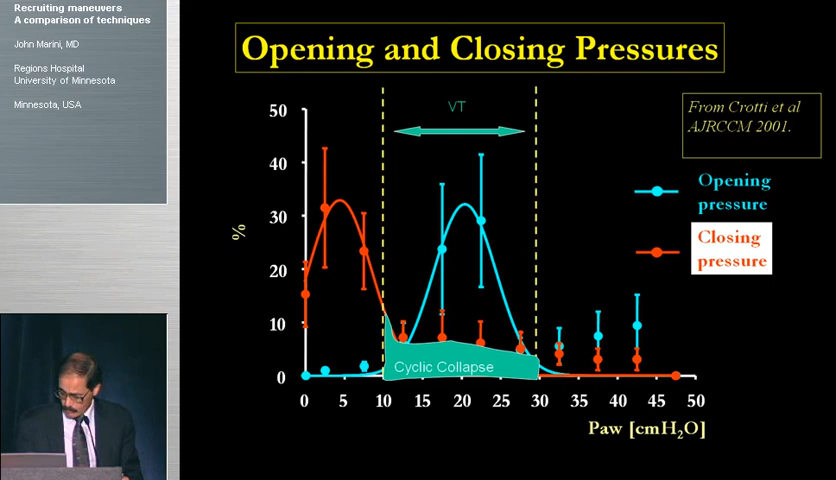 Recruiting maneuvers
A comparison of techniques
John Marini, MD
Regions Hospital
University of Minnesota
Minnesota, USA
Opening and Closing Pressures
From Crotti et al
AJRCCM 2001.
VT
Opening
pressure
Closing
pressure
%
50
40
30
20
10
0
Cyclic Collapse
0 5 10 15 20 25 30 35 40 45 50
Paw [cmH₂O]